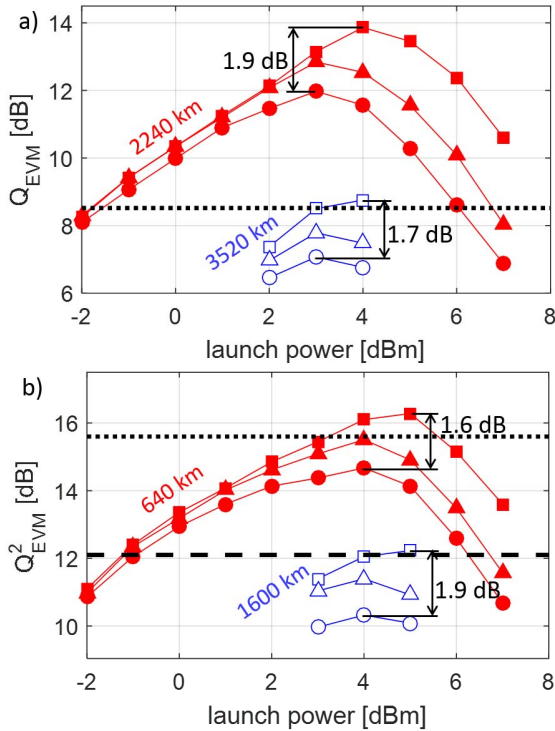 a)
14
12
10
8
6
Q_EVM [dB]
1.9 dB
2240 km
3520 km
1.7 dB
-2 0 2 4 6 8
launch power [dBm]
b)
16
14
12
10
Q²_EVM [dB]
1.6 dB
640 km
1600 km
1.9 dB
-2 0 2 4 6 8
launch power [dBm]